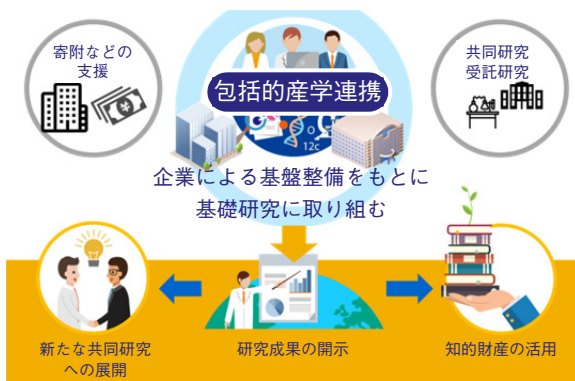 寄附などの
支援
包括的産学連携
共同研究
受託研究
12c
企業による基盤整備をもとに
基礎研究に取り組む
新たな共同研究
への展開
研究成果の開示
知的財産の活用